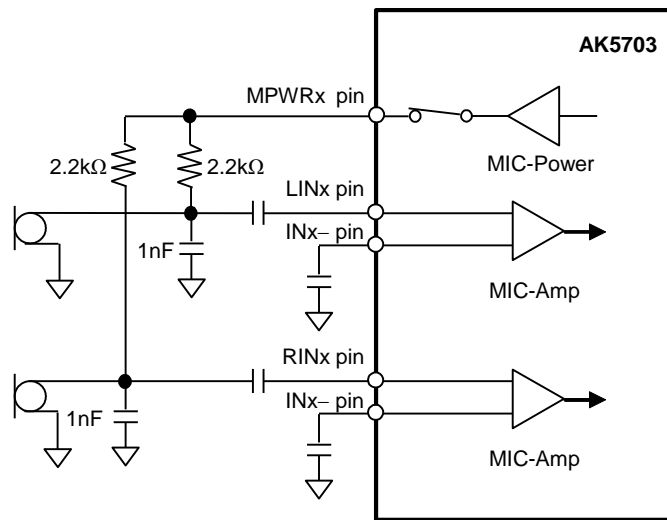 AK5703
MPWRx pin
2.2kΩ
2.2kΩ
MIC-Power
LINx pin
1nF
INx− pin
MIC-Amp
RINx pin
1nF
INx− pin
MIC-Amp